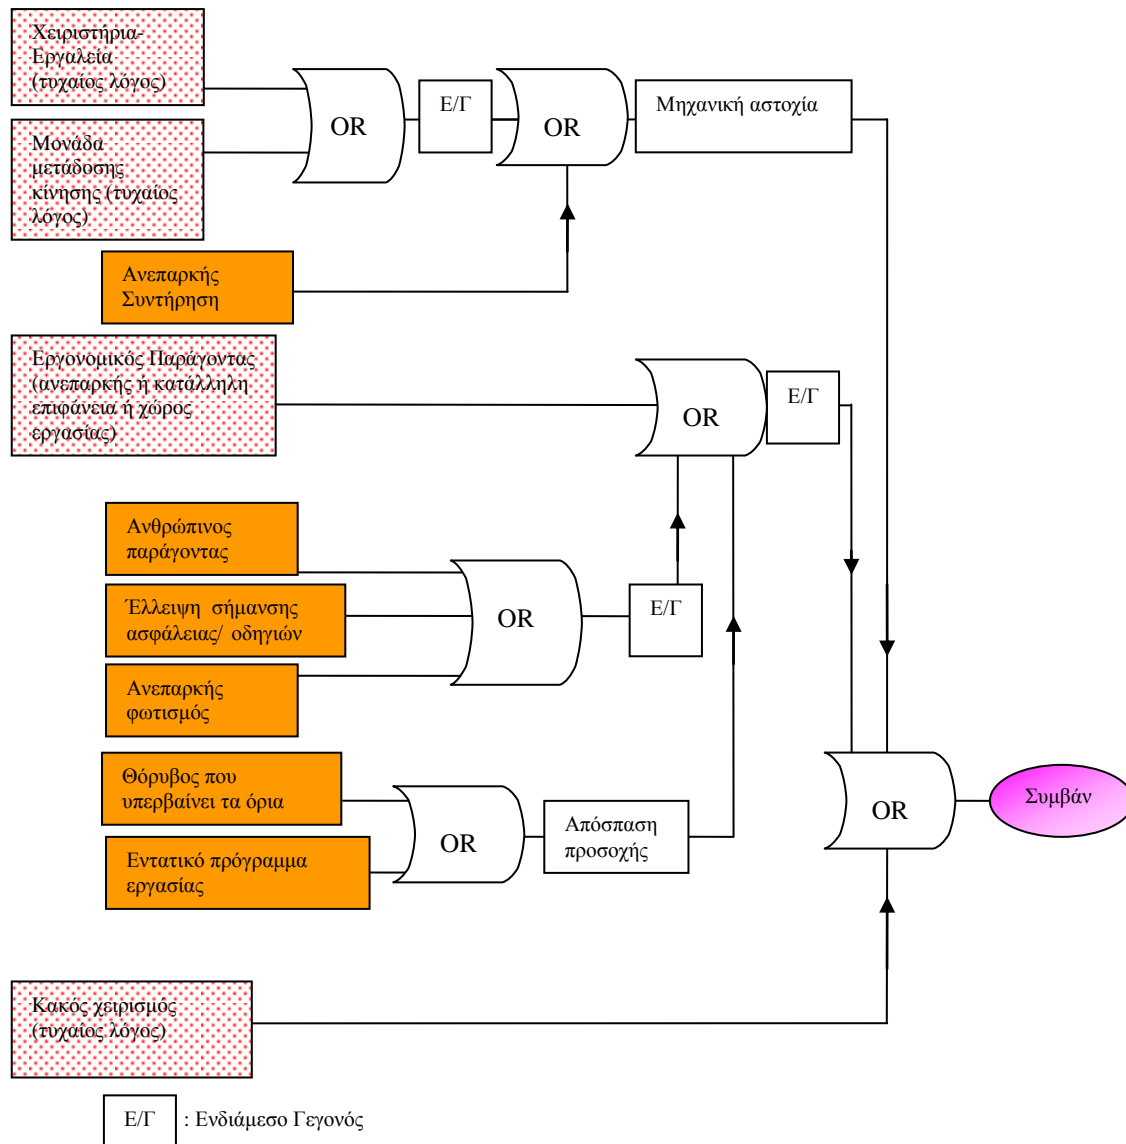 Χειριστήρια-
Εργαλεία
(τυχαίος λόγος)
OR
Ε/Γ
OR
Μηχανική αστοχία
Μονάδα
μετάδοσης
κίνησης (τυχαίος
λόγος)
Ανεπαρκής
Συντήρηση
Εργονομικός Παράγοντας
(ανεπαρκής ή κατάλληλη
επιφάνεια ή χώρος
εργασίας)
OR
Ε/Γ
Ανθρώπινος
παράγοντας
Έλλειψη σήμανσης
ασφάλειας/ οδηγιών
Ανεπαρκής
φωτισμός
OR
Ε/Γ
Θόρυβος που
υπερβαίνει τα όρια
Εντατικό πρόγραμμα
εργασίας
OR
Απόσπαση
προσοχής
OR
Συμβάν
Κακός χειρισμός
(τυχαίος λόγος)
Ε/Γ : Ενδιάμεσο Γεγονός